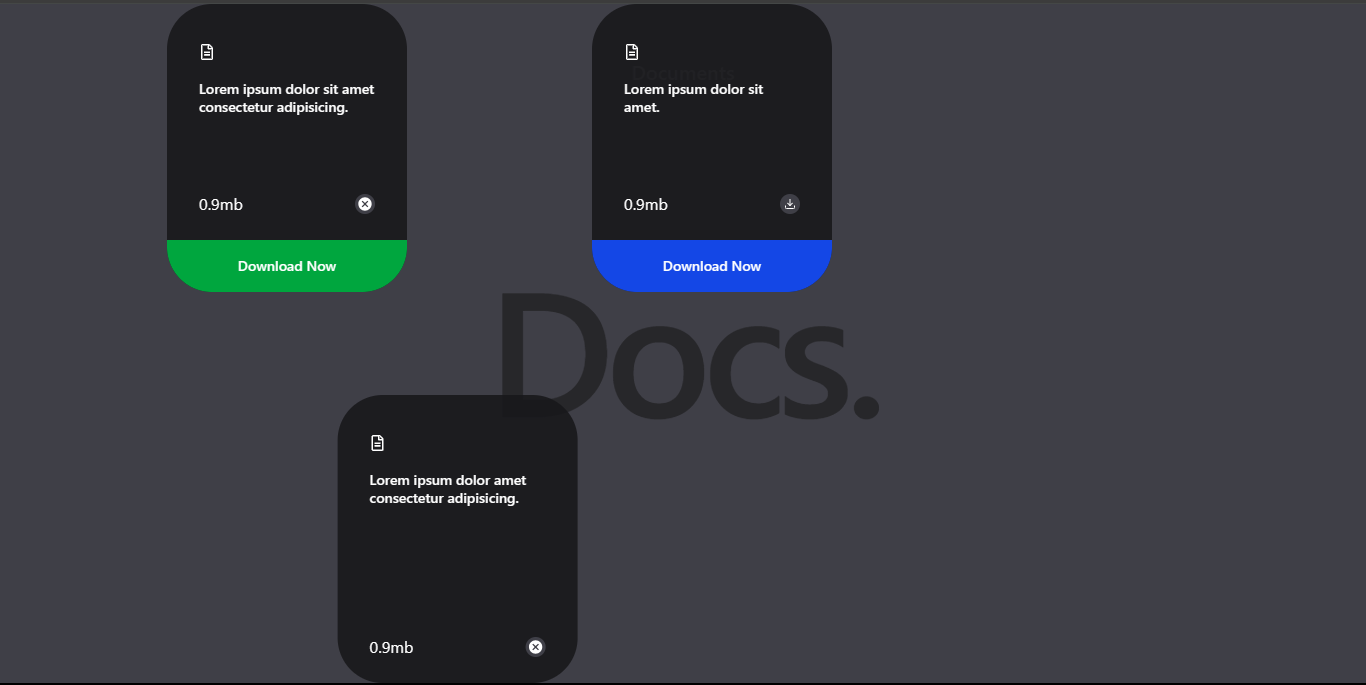 Lorem ipsum dolor sit amet
consectetur adipisicing.
0.9mb
Download Now
Documents
Lorem ipsum dolor sit
amet.
0.9mb
Download Now
Docs.
Lorem ipsum dolor amet
consectetur adipisicing.
0.9mb